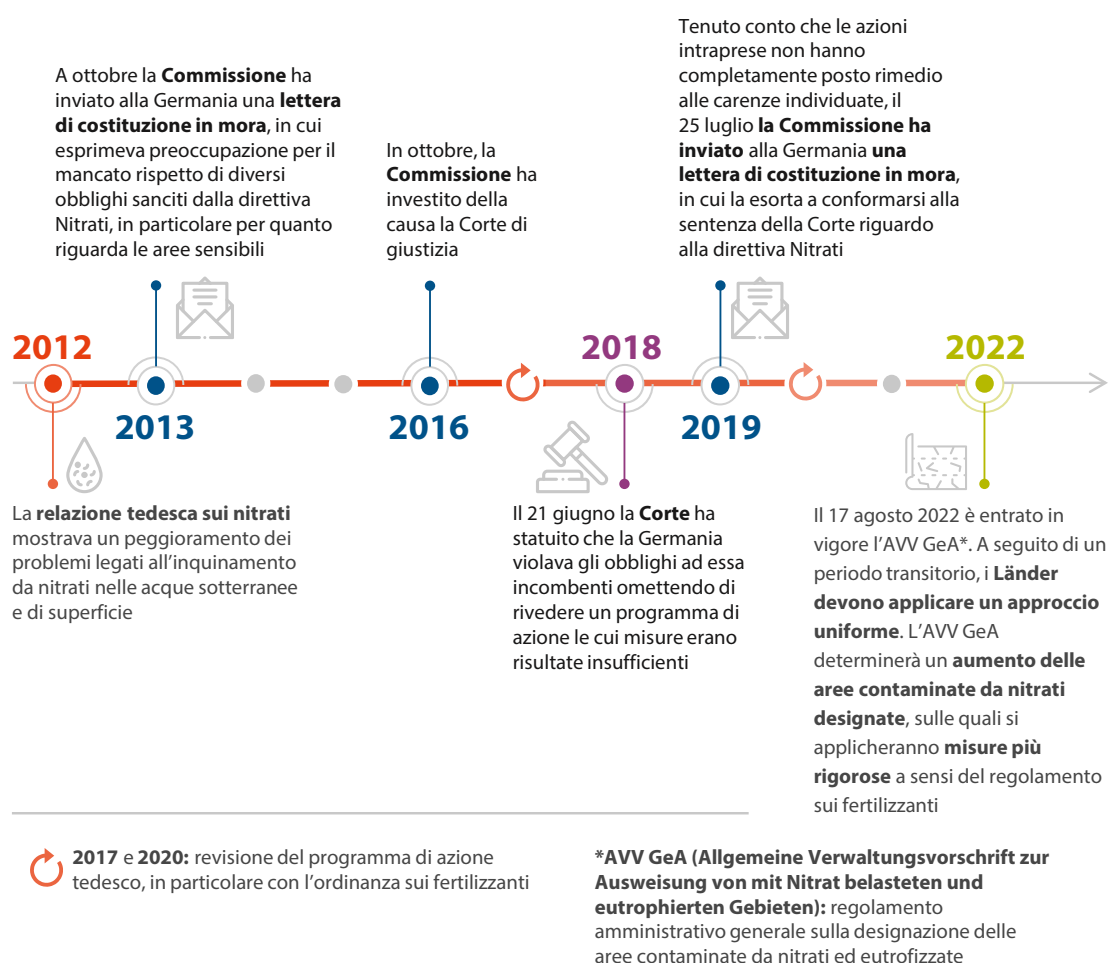 A ottobre la Commissione ha
inviato alla Germania una lettera
di costituzione in mora, in cui
esprimeva preoccupazione per il
mancato rispetto di diversi
obblighi sanciti dalla direttiva
Nitrati, in particolare per quanto
riguarda le aree sensibili
In ottobre, la
Commissione ha
investito della
causa la Corte di
giustizia
Tenuto conto che le azioni
intraprese non hanno
completamente posto rimedio
alle carenze individuate, il
25 luglio la Commissione ha
inviato alla Germania una
lettera di costituzione in mora,
in cui la esorta a conformarsi alla
sentenza della Corte riguardo
alla direttiva Nitrati
2012
2013
2016
2018
2019
2022
La relazione tedesca sui nitrati
mostrava un peggioramento dei
problemi legati all'inquinamento
da nitrati nelle acque sotterranee
e di superficie
Il 21 giugno la Corte ha
statuito che la Germania
violava gli obblighi ad essa
incombenti omettendo di
rivedere un programma di
azione le cui misure erano
risultate insufficienti
Il 17 agosto 2022 è entrato in
vigore l'AVV GeA*. A seguito di un
periodo transitorio, i Länder
devono applicare un approccio
uniforme. L'AVV GeA
determinerà un aumento delle
aree contaminate da nitrati
designate, sulle quali si
applicheranno misure più
rigorose a sensi del regolamento
sui fertilizzanti
2017 e 2020: revisione del programma di azione
tedesco, in particolare con l'ordinanza sui fertilizzanti
*AVV GeA (Allgemeine Verwaltungsvorschrift zur
Ausweisung von mit Nitrat belasteten und
eutrophierten Gebieten): regolamento
amministrativo generale sulla designazione delle
aree contaminate da nitrati ed eutrofizzate